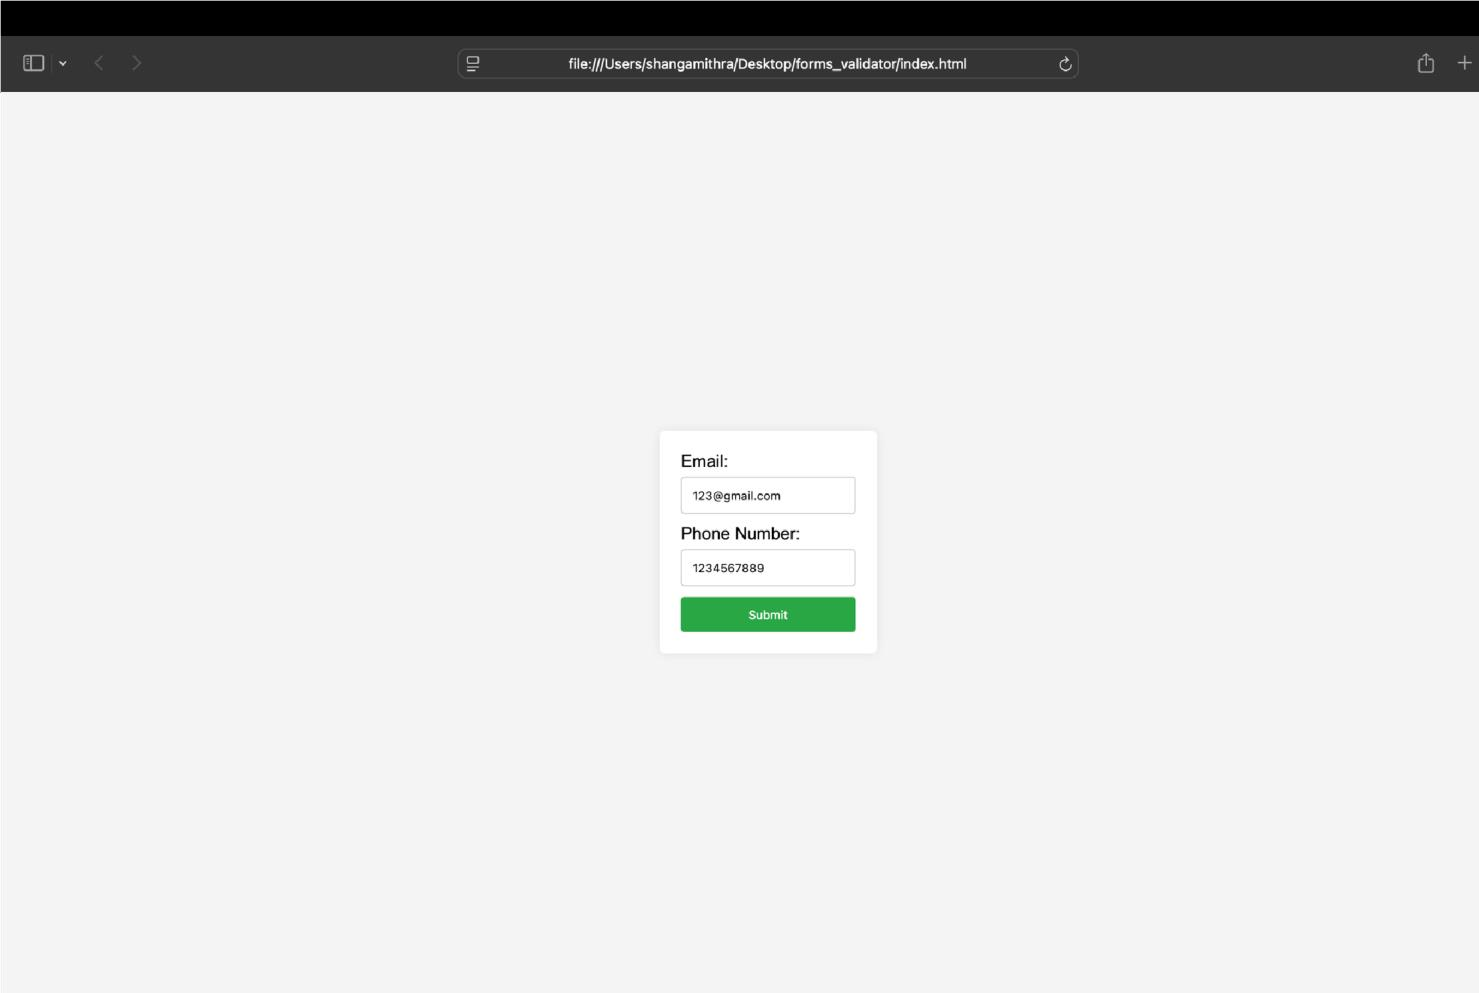 file:///Users/shangamithra/Desktop/forms_validator/index.html
Email:
123@gmail.com
Phone Number:
1234567889
Submit